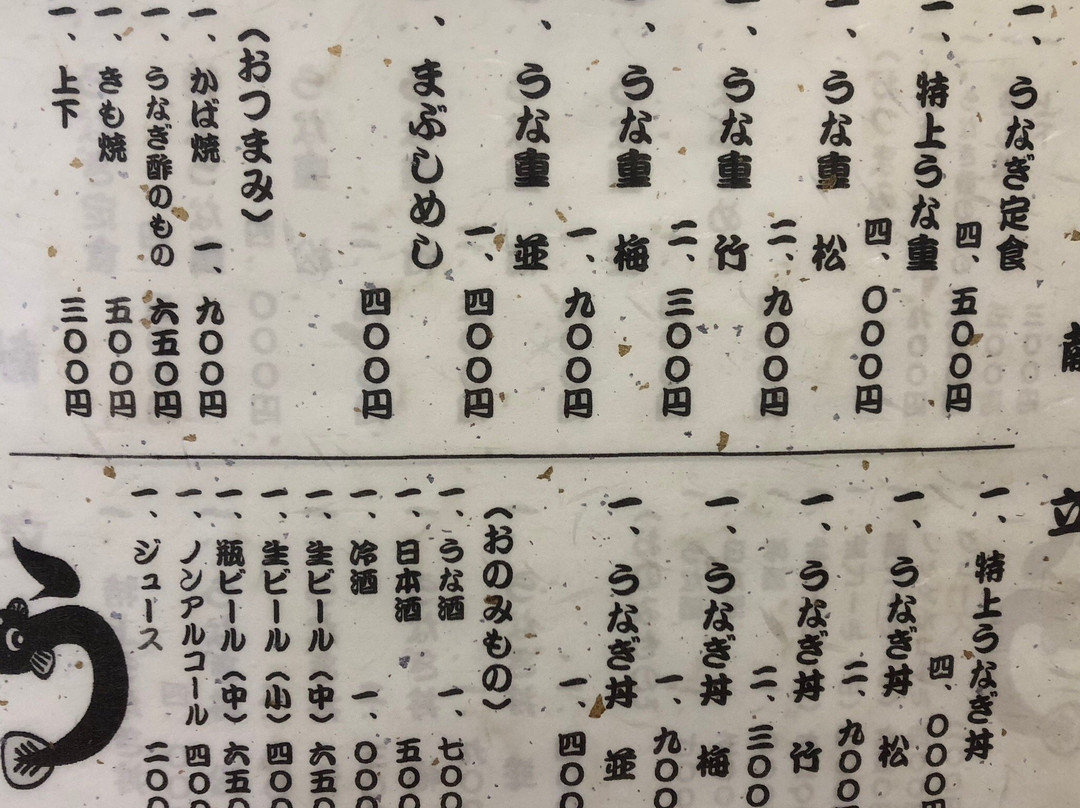 献立
一、うなぎ定食 四、五〇〇円
一、特上うな重 四、〇〇〇円
一、うな重 松 二、九〇〇円
一、うな重 竹 二、三〇〇円
一、うな重 梅 一、九〇〇円
一、うな重 並 一、四〇〇円
、まぶしめし 四〇〇円
（おつまみ）
一、かば焼 一、九〇〇円
一、うなぎ酢のもの 六五〇円
一、きも焼 五〇〇円
一、上下 三〇〇円
一、特上うなぎ丼 四、〇〇〇円
一、うなぎ丼 松 二、九〇〇
一、うなぎ丼 竹 二、三〇〇
一、うなぎ丼 梅 一、九〇〇
一、うなぎ丼 並 一、四〇〇
（おのみもの）
一、うな酒 一、七〇〇
一、日本酒 五〇〇
一、冷酒 一、〇〇〇
一、生ビール（中） 六五〇
一、生ビール（小） 四〇〇
一、瓶ビール（中） 六五〇
一、ノンアルコール 四〇〇
一、ジュース 二〇〇